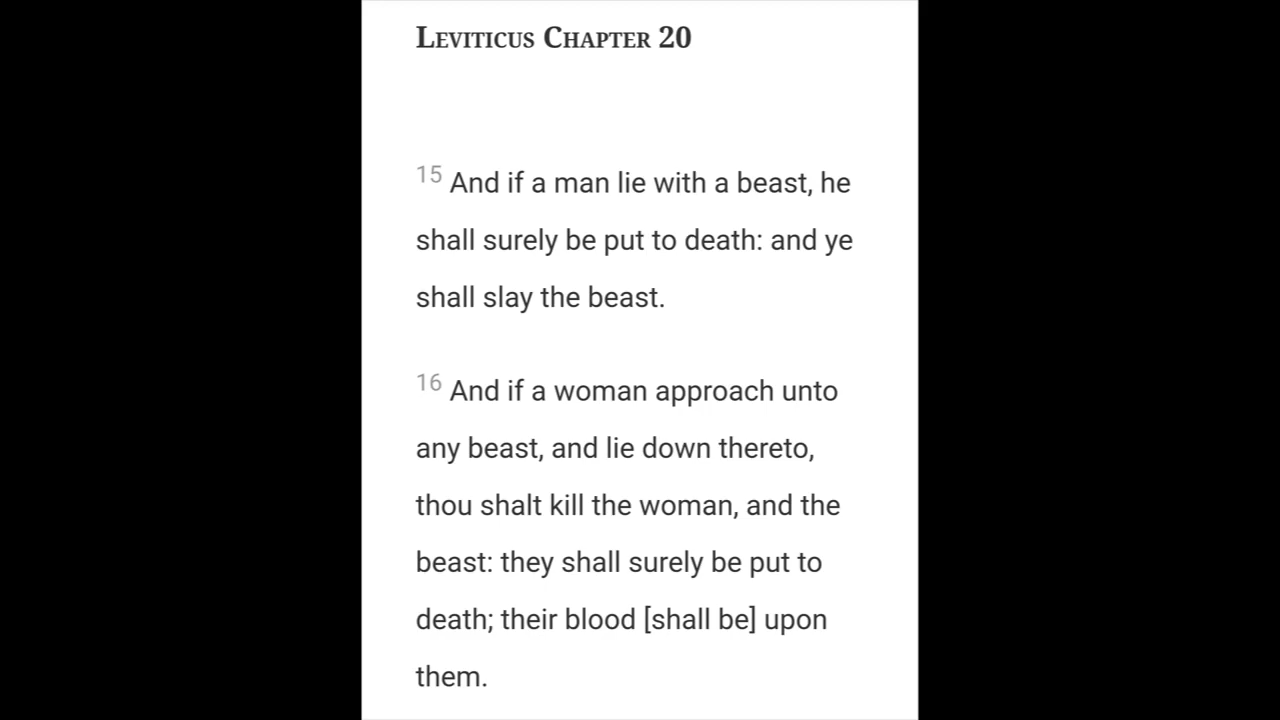 Leviticus Chapter 20
15 And if a man lie with a beast, he
shall surely be put to death: and ye
shall slay the beast.
16 And if a woman approach unto
any beast, and lie down thereto,
thou shalt kill the woman, and the
beast: they shall surely be put to
death; their blood [shall be] upon
them.